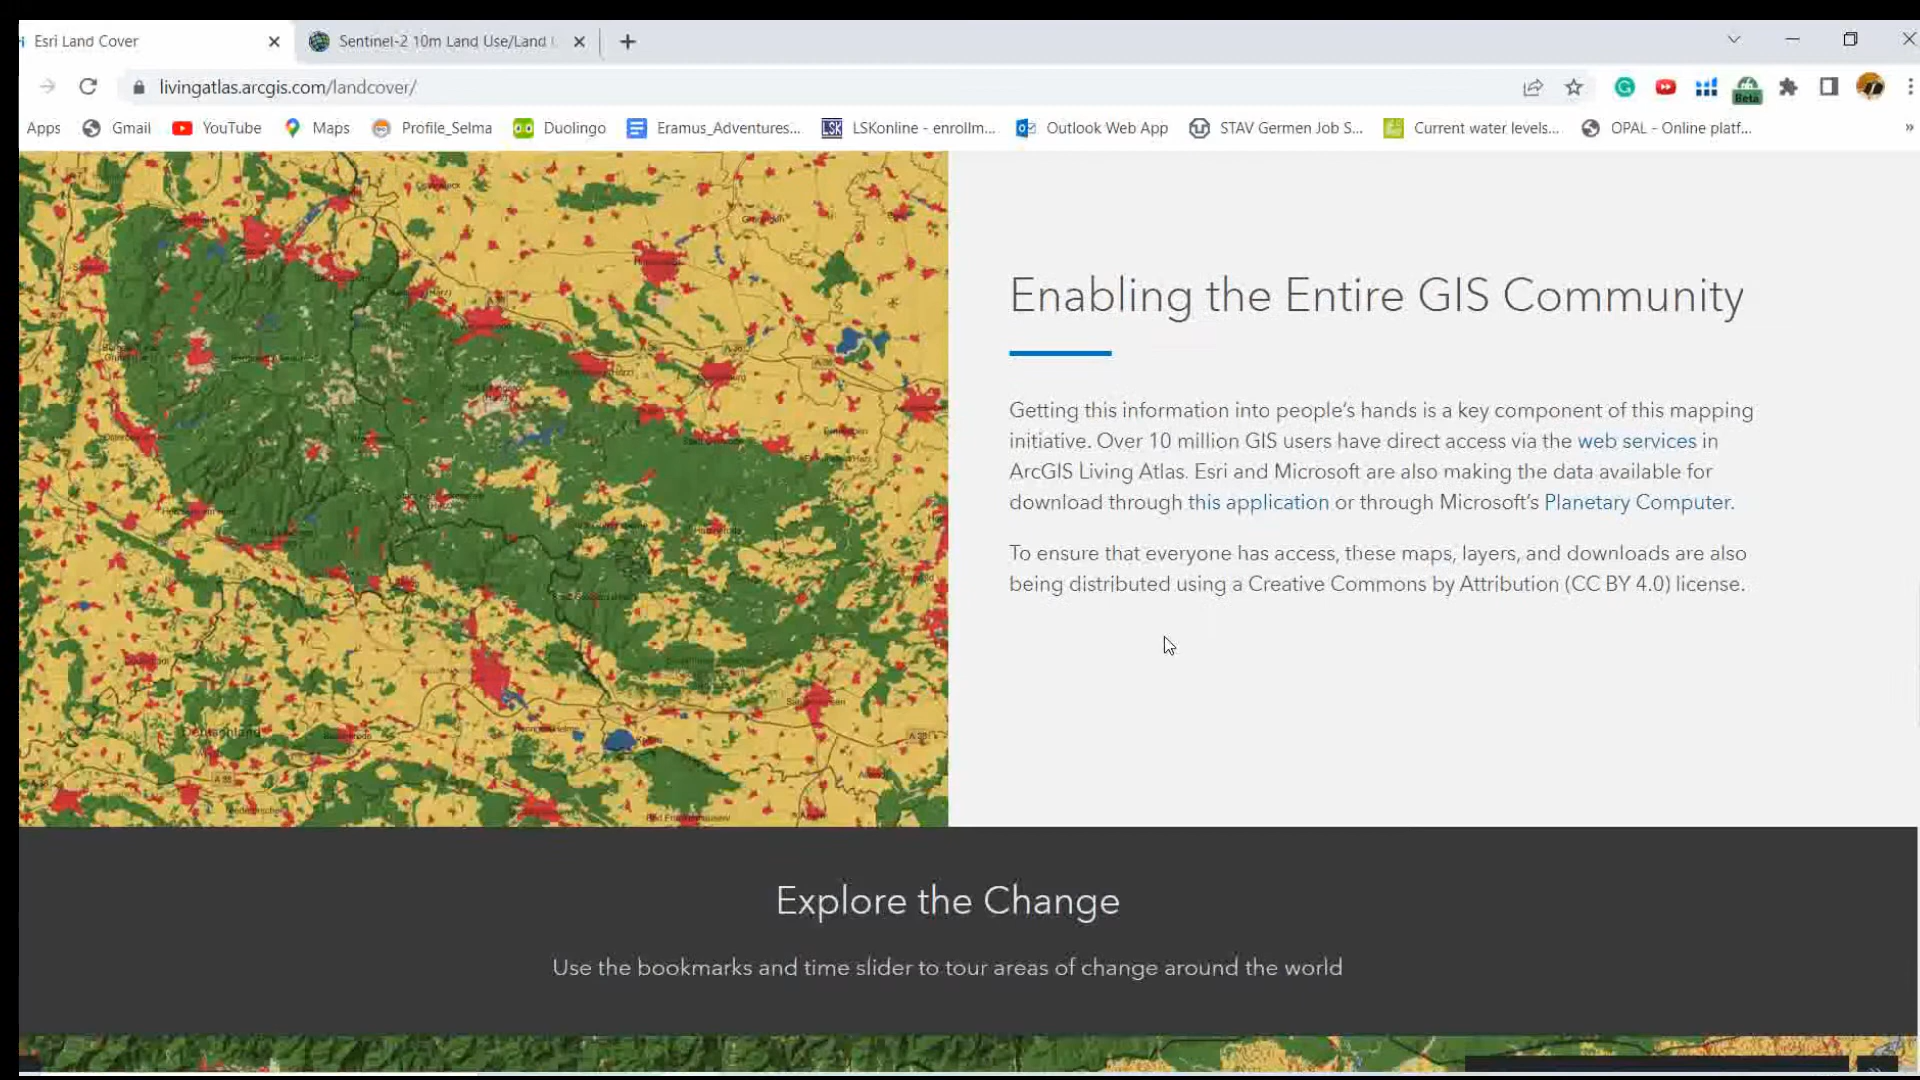 Esri Land Cover
Sentinel-2 10m Land Use/Land
livingatlas.arcgis.com/landcover/
Beta
Apps Gmail YouTube Maps Profile_Selma Duolingo Eramus_Adventures... LSK LSKonline - enrollm... Outlook Web App STAV Germen Job S... Current water levels... OPAL - Online platf... »
Enabling the Entire GIS Community
Getting this information into people's hands is a key component of this mapping
initiative. Over 10 million GIS users have direct access via the web services in
ArcGIS Living Atlas. Esri and Microsoft are also making the data available for
download through this application or through Microsoft's Planetary Computer.
To ensure that everyone has access, these maps, layers, and downloads are also
being distributed using a Creative Commons by Attribution (CC BY 4.0) license.
Deutschland
Explore the Change
Use the bookmarks and time slider to tour areas of change around the world